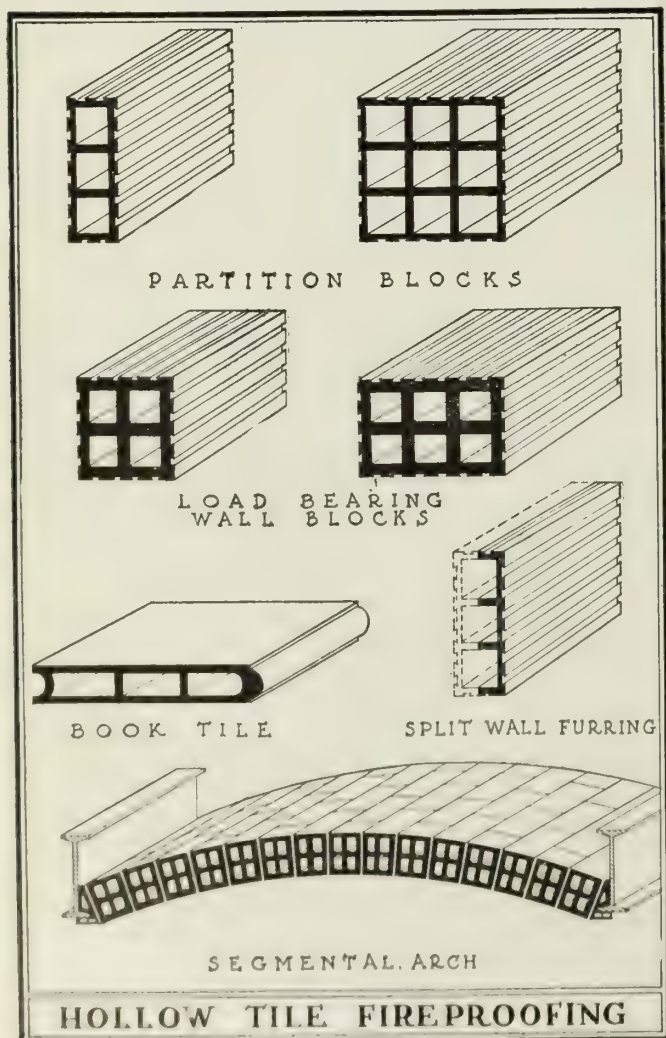 PARTITION BLOCKS
LOAD BEARING
WALL BLOCKS
BOOK TILE
SPLIT WALL FURRING
SEGMENTAL. ARCH
HOLLOW TILE FIREPROOFING